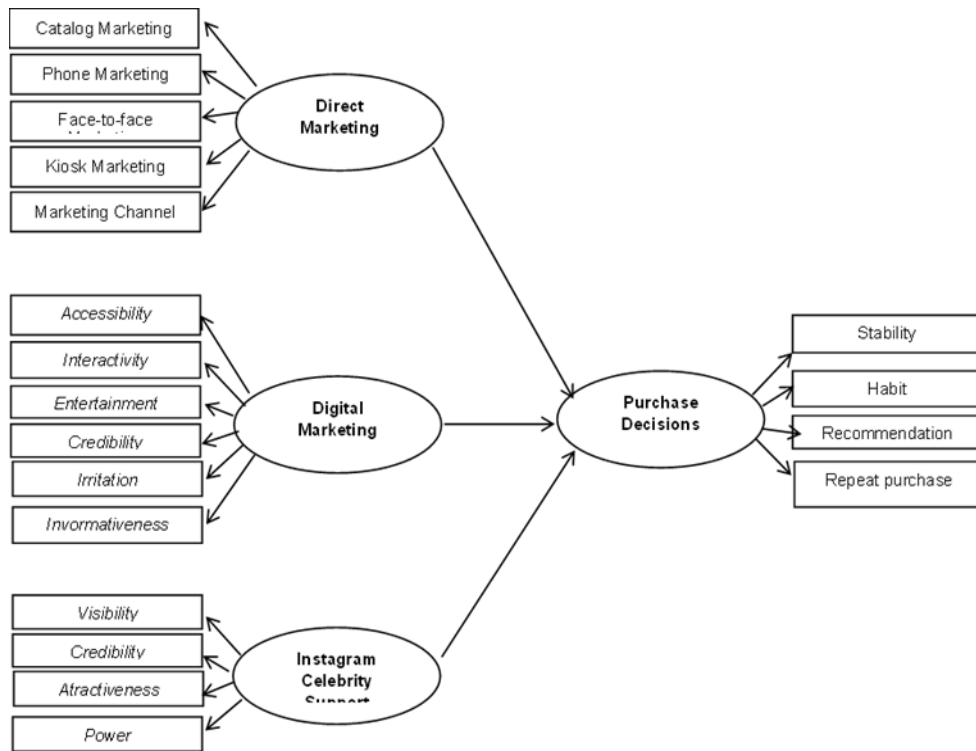 Catalog Marketing
Phone Marketing
Face-to-face
Kiosk Marketing
Marketing Channel
Direct
Marketing
Accessibility
Interactivity
Entertainment
Credibility
Irritation
Invormativeness
Digital
Marketing
Visibility
Credibility
Atractiveness
Power
Instagram
Celebrity
Support
Purchase
Decisions
Stability
Habit
Recommendation
Repeat purchase